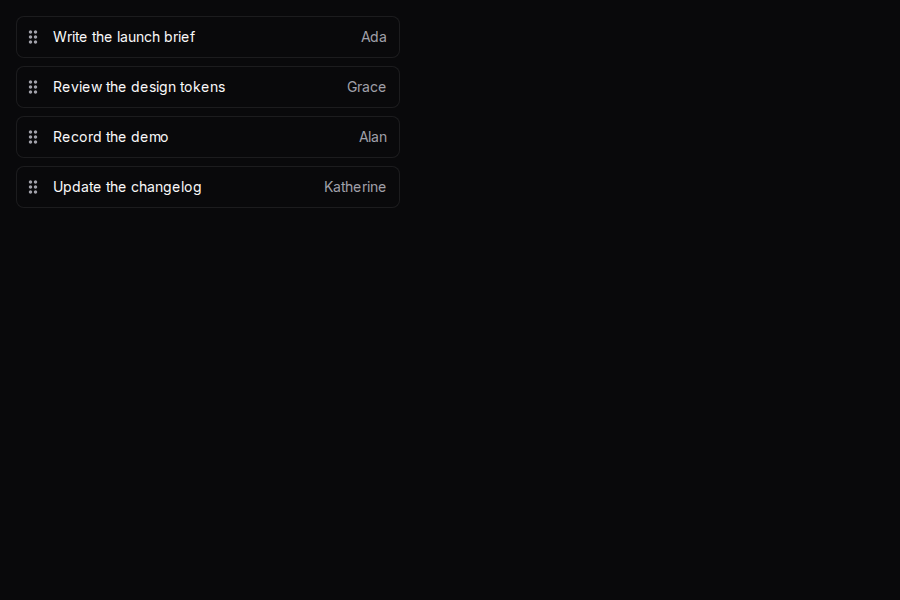 Write the launch brief Ada
Review the design tokens Grace
Record the demo Alan
Update the changelog Katherine